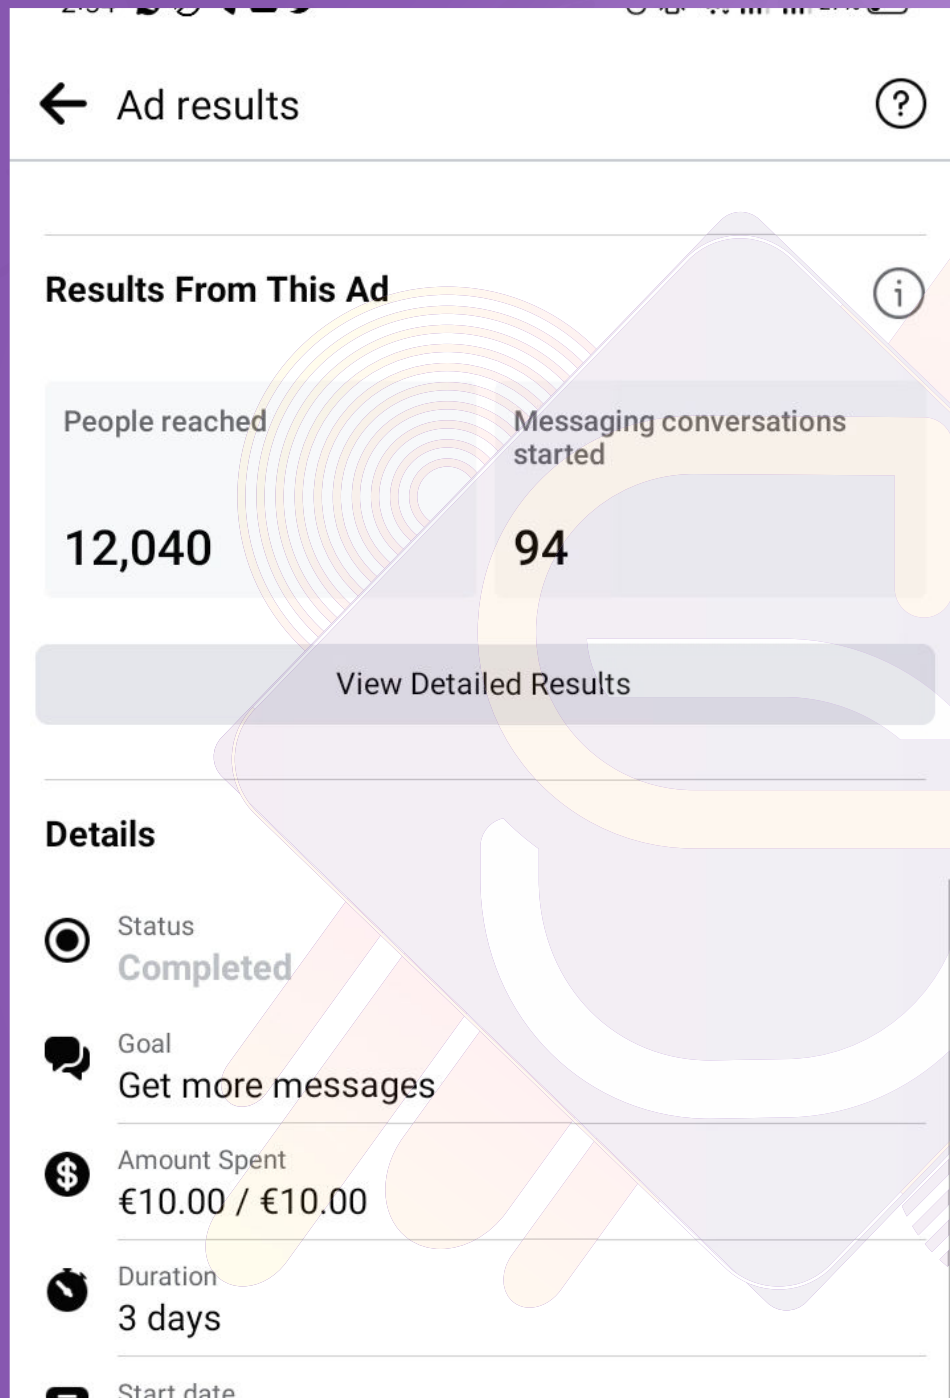 Ad results
Results From This Ad
People reached
12,040
Messaging conversations
started
94
View Detailed Results
Details
Status
Completed
Goal
Get more messages
Amount Spent
€10.00 / €10.00
Duration
3 days
Start date